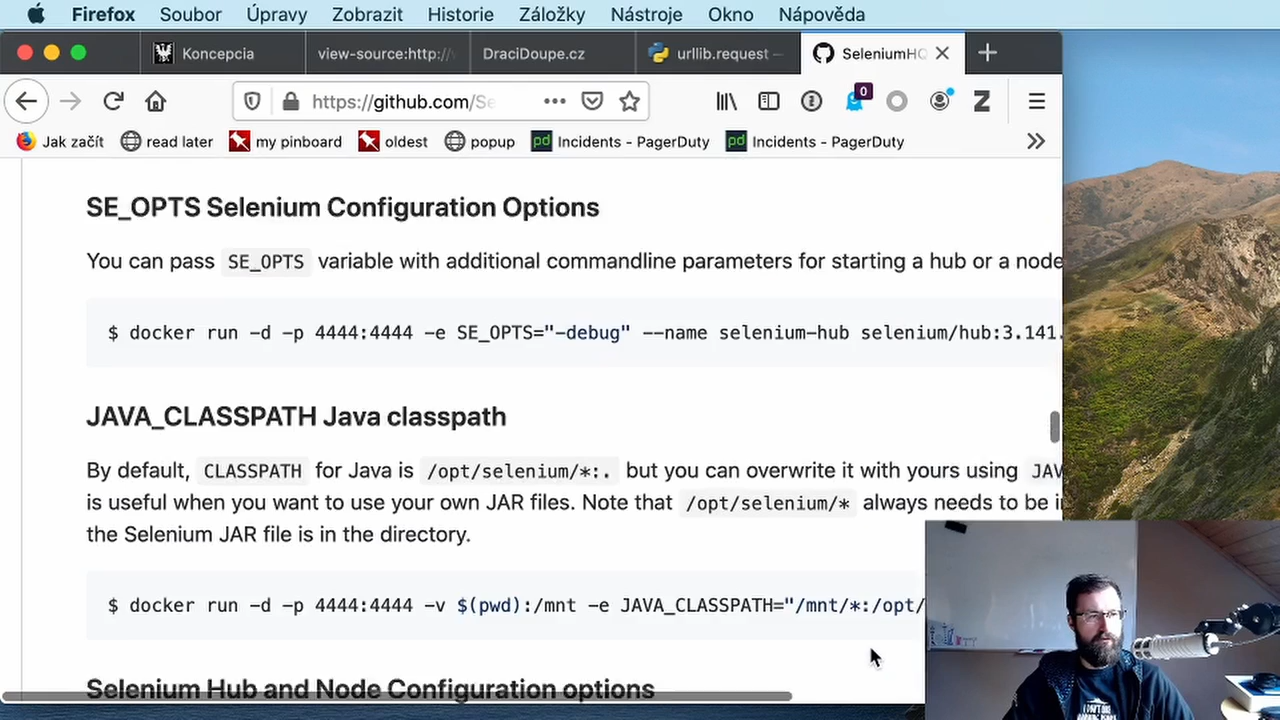 Firefox Soubor Úpravy Zobrazit Historie Záložky Nástroje Okno Nápověda
Koncepcia view-source:http:// DraciDoupe.cz urllib.request — SeleniumHQ
https://github.com/Se
0
Z
Jak začít read later my pinboard oldest popup pd Incidents - PagerDuty pd Incidents - PagerDuty
SE_OPTS Selenium Configuration Options
You can pass SE_OPTS variable with additional commandline parameters for starting a hub or a node
$ docker run -d -p 4444:4444 -e SE_OPTS="-debug" --name selenium-hub selenium/hub:3.141.
JAVA_CLASSPATH Java classpath
By default, CLASSPATH for Java is /opt/selenium/*:. but you can overwrite it with yours using JAV
is useful when you want to use your own JAR files. Note that /opt/selenium/* always needs to be i
the Selenium JAR file is in the directory.
$ docker run -d -p 4444:4444 -v $(pwd):/mnt -e JAVA_CLASSPATH="/mnt/*:/opt/
Selenium Hub and Node Configuration options